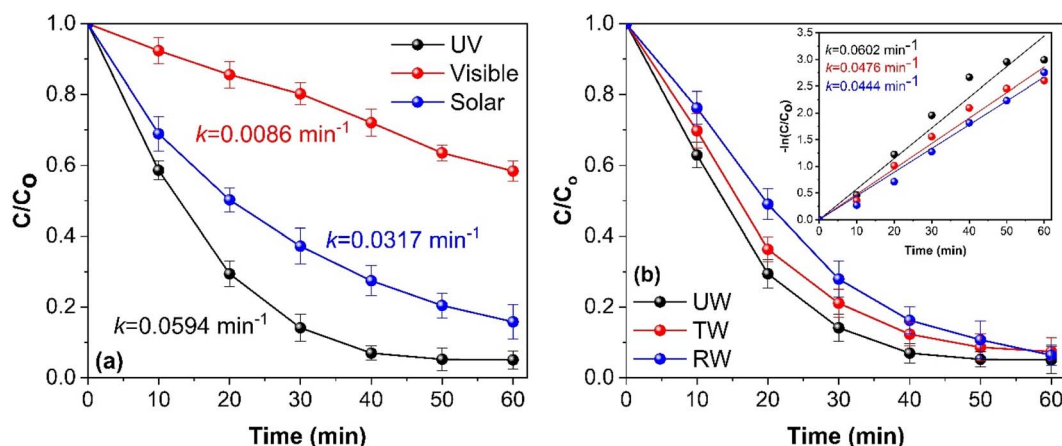 1.0
0.8
0.6
0.4
0.2
0.0
C/Co
UV
Visible
Solar
k=0.0086 min⁻¹
k=0.0317 min⁻¹
k=0.0594 min⁻¹
(a)
0 10 20 30 40 50 60
Time (min)
1.0
0.8
0.6
0.4
0.2
0.0
C/Co
3.5
3.0
2.5
2.0
1.5
1.0
0.5
0.0
-ln(C/Co)
k=0.0602 min⁻¹
k=0.0476 min⁻¹
k=0.0444 min⁻¹
0 10 20 30 40 50 60
Time (min)
(b)
UW
TW
RW
0 10 20 30 40 50 60
Time (min)